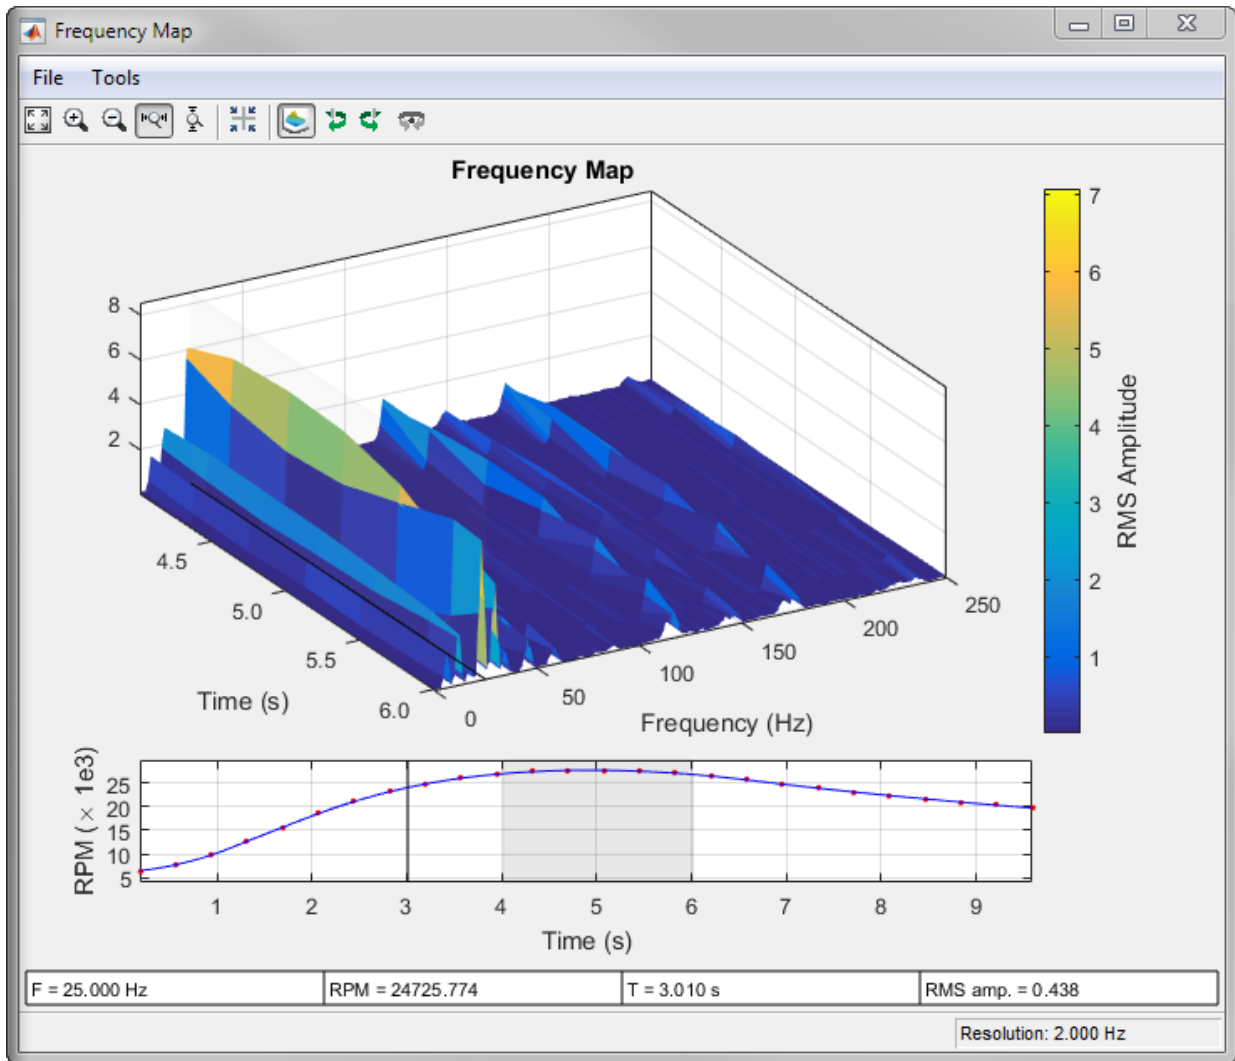 Frequency Map
File Tools
Frequency Map
8
6
4
2
4.5
5.0
5.5
6.0
Time (s)
0
50
100
150
200
250
Frequency (Hz)
7
6
5
4
3
2
1
RMS Amplitude
RPM ( × 1e3)
25
20
15
10
5
1 2 3 4 5 6 7 8 9
Time (s)
F = 25.000 Hz RPM = 24725.774 T = 3.010 s RMS amp. = 0.438
Resolution: 2.000 Hz